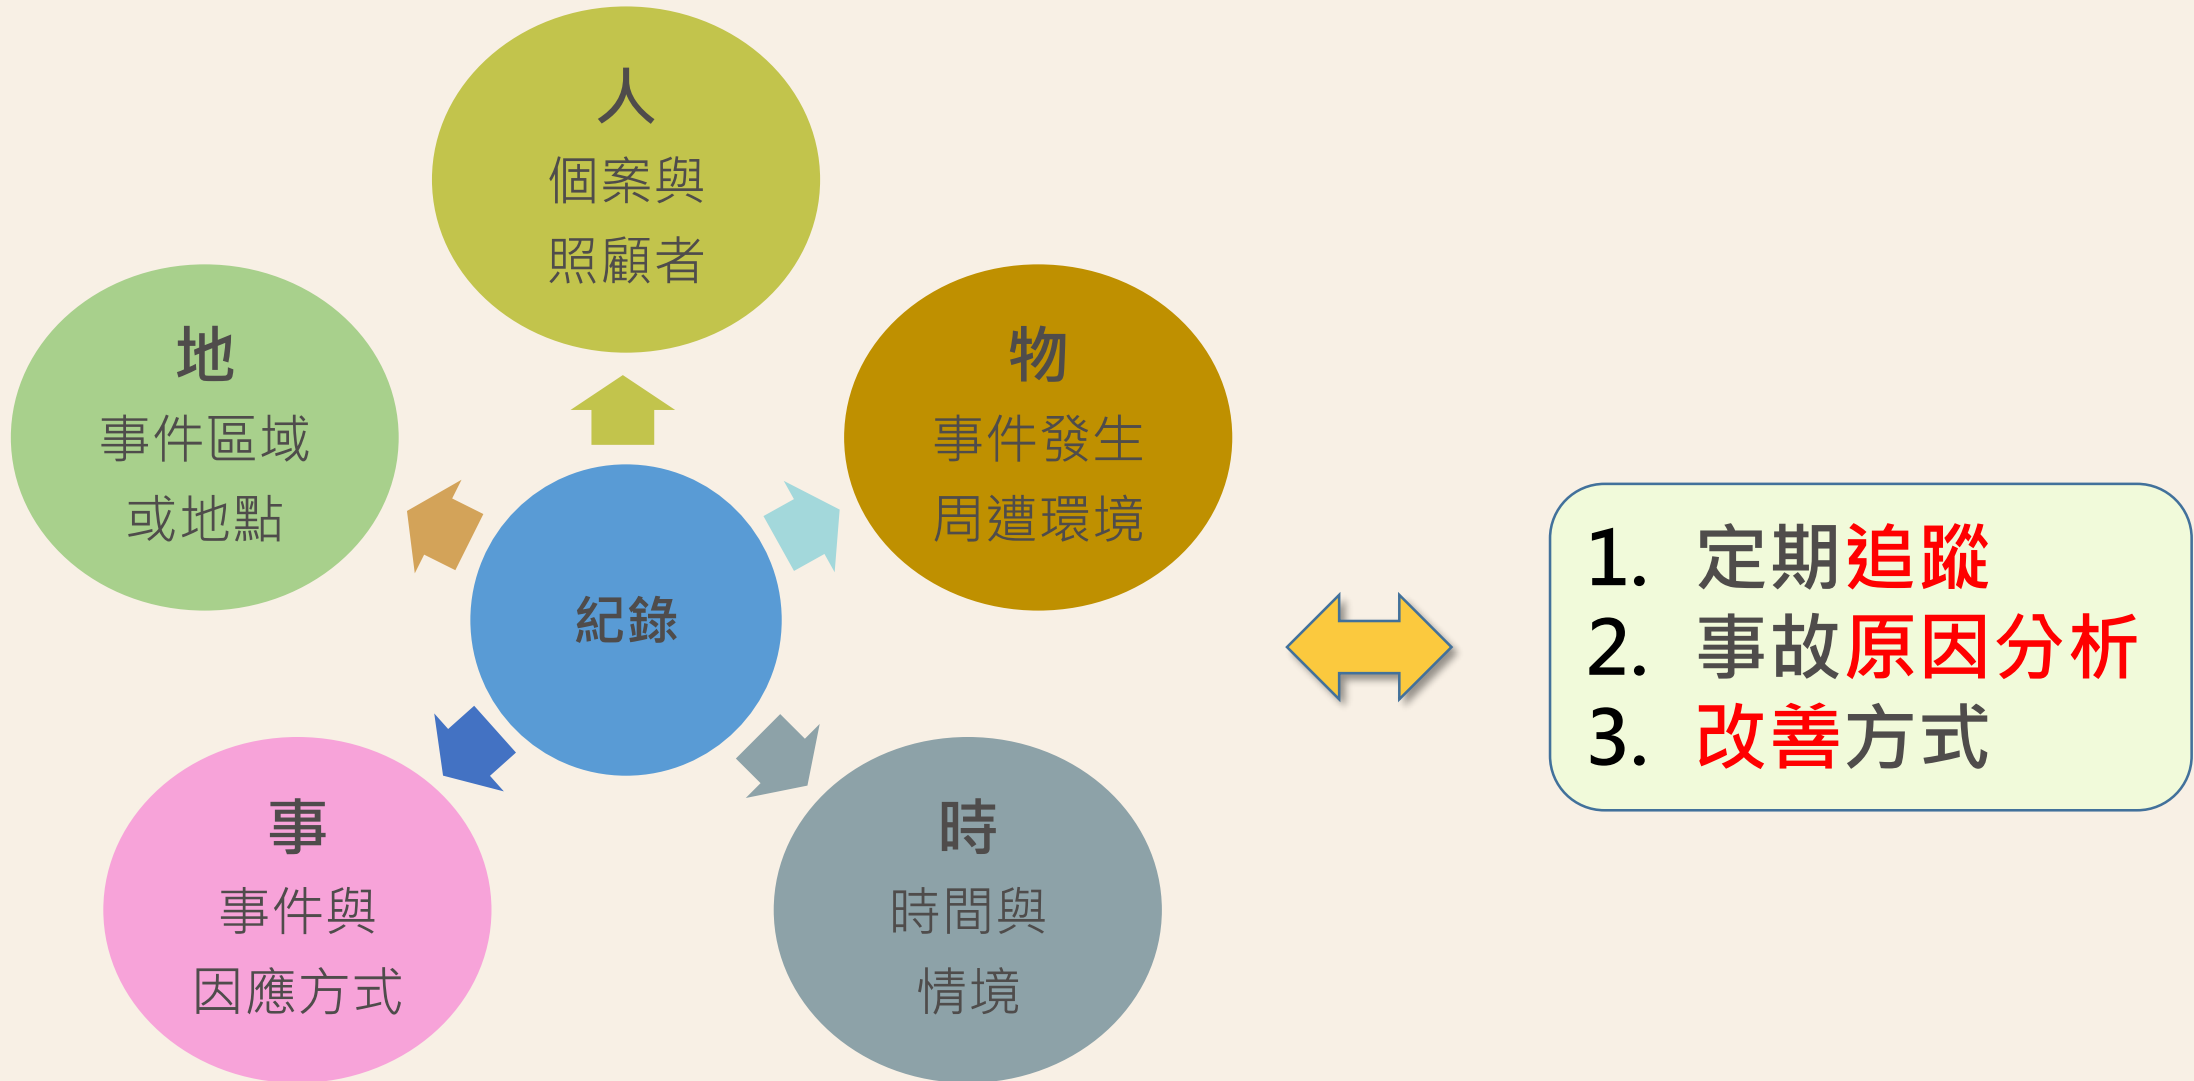 人
個案與
照顧者
地
事件區域
或地點
物
事件發生
周遭環境
紀錄
事
事件與
因應方式
時
時間與
情境
1. 定期追蹤
2. 事故原因分析
3. 改善方式